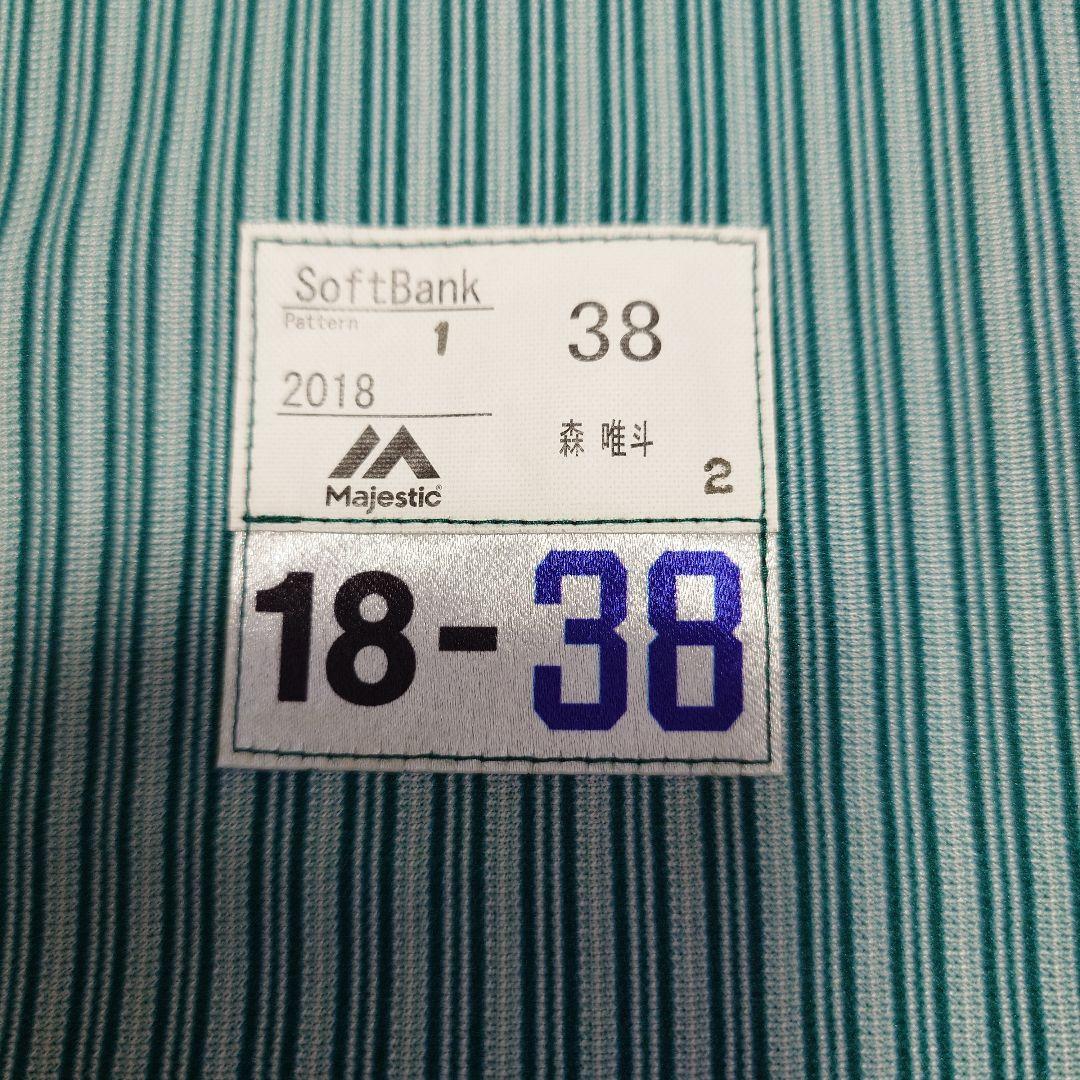 SoftBank
Pattern 1
2018
Majestic
38
森 唯斗
2
18-38